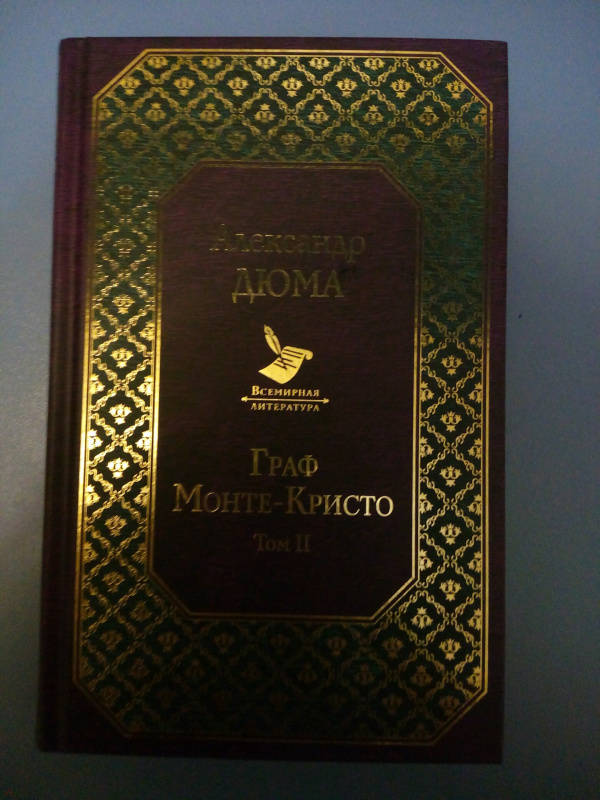 Александр
ДЮМА
Всемирная
литература
Граф
Монте-Кристо
Том II